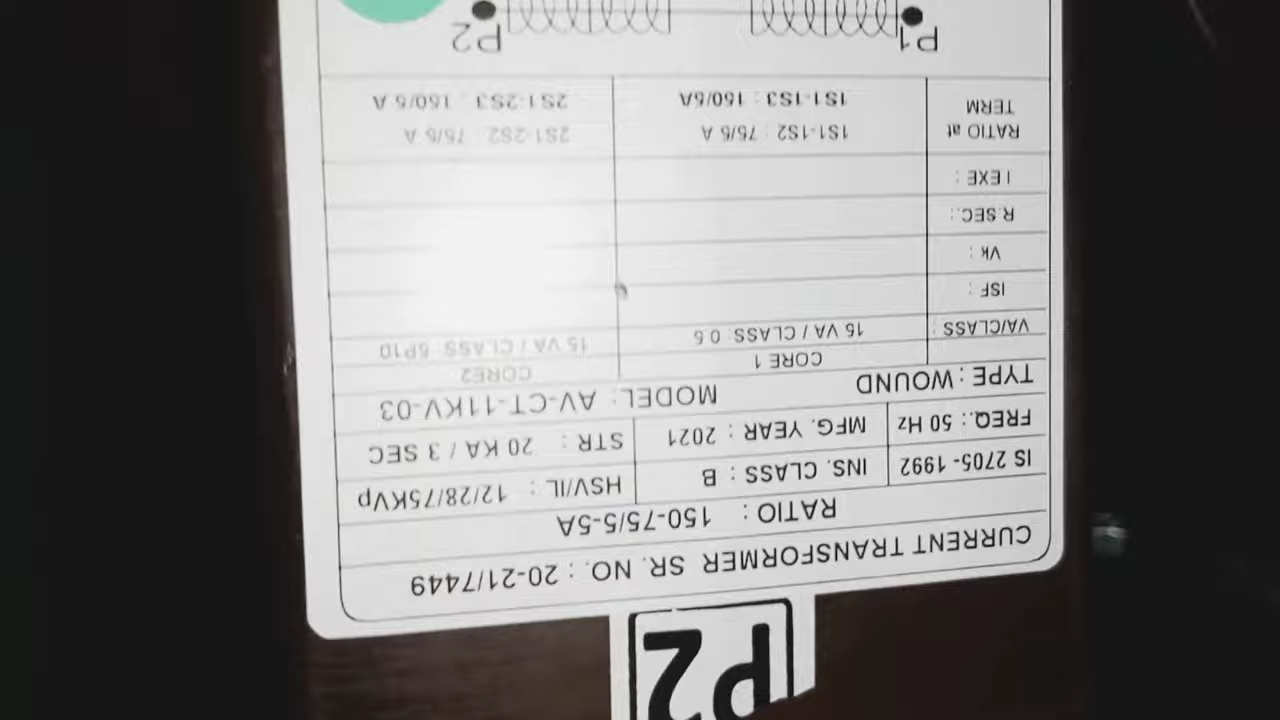 P2
CURRENT TRANSFORMER SR. NO. : 20-21/7449
RATIO : 150-75/5-5A
IS 2705- 1992 INS. CLASS : B HSV/IL : 12/28/75KVp
FREQ.: 50 Hz MFG. YEAR : 2021 STR : 20 KA / 3 SEC
TYPE : WOUND MODEL: AV-CT-11KV-03
CORE 1 CORE2
VA/CLASS : 15 VA / CLASS: 0.5 15 VA / CLASS: 5P10
ISF :
Vk :
R.SEC.:
I EXE :
RATIO at TERM 1S1-1S2 : 75/5 A 2S1-2S2 : 75/5 A
1S1-1S3 : 150/5A 2S1-2S3 : 150/5 A
P1 P2